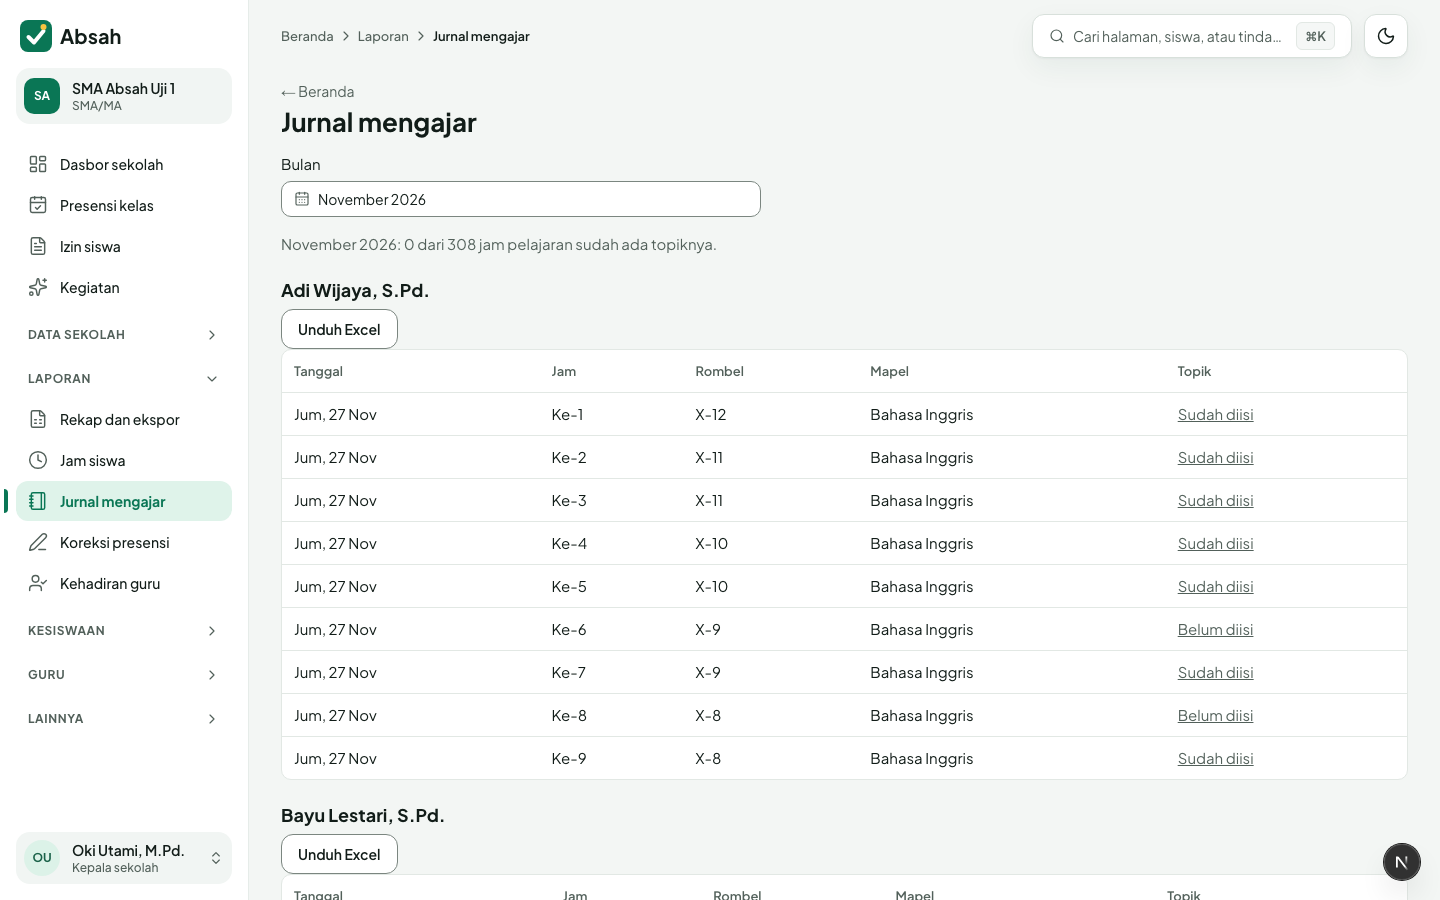 Absah
SA
SMA Absah Uji 1
SMA/MA
Dasbor sekolah
Presensi kelas
Izin siswa
Kegiatan
DATA SEKOLAH
LAPORAN
Rekap dan ekspor
Jam siswa
Jurnal mengajar
Koreksi presensi
Kehadiran guru
KESISWAAN
GURU
LAINNYA
OU
Oki Utami, M.Pd.
Kepala sekolah
Beranda > Laporan > Jurnal mengajar
Cari halaman, siswa, atau tinda... ⌘K
← Beranda
Jurnal mengajar
Bulan
November 2026
November 2026: 0 dari 308 jam pelajaran sudah ada topiknya.
Adi Wijaya, S.Pd.
Unduh Excel
Tanggal Jam Rombel Mapel Topik
Jum, 27 Nov Ke-1 X-12 Bahasa Inggris Sudah diisi
Jum, 27 Nov Ke-2 X-11 Bahasa Inggris Sudah diisi
Jum, 27 Nov Ke-3 X-11 Bahasa Inggris Sudah diisi
Jum, 27 Nov Ke-4 X-10 Bahasa Inggris Sudah diisi
Jum, 27 Nov Ke-5 X-10 Bahasa Inggris Sudah diisi
Jum, 27 Nov Ke-6 X-9 Bahasa Inggris Belum diisi
Jum, 27 Nov Ke-7 X-9 Bahasa Inggris Sudah diisi
Jum, 27 Nov Ke-8 X-8 Bahasa Inggris Belum diisi
Jum, 27 Nov Ke-9 X-8 Bahasa Inggris Sudah diisi
Bayu Lestari, S.Pd.
Unduh Excel
Tanggal Jam Rombel Mapel Topik
N